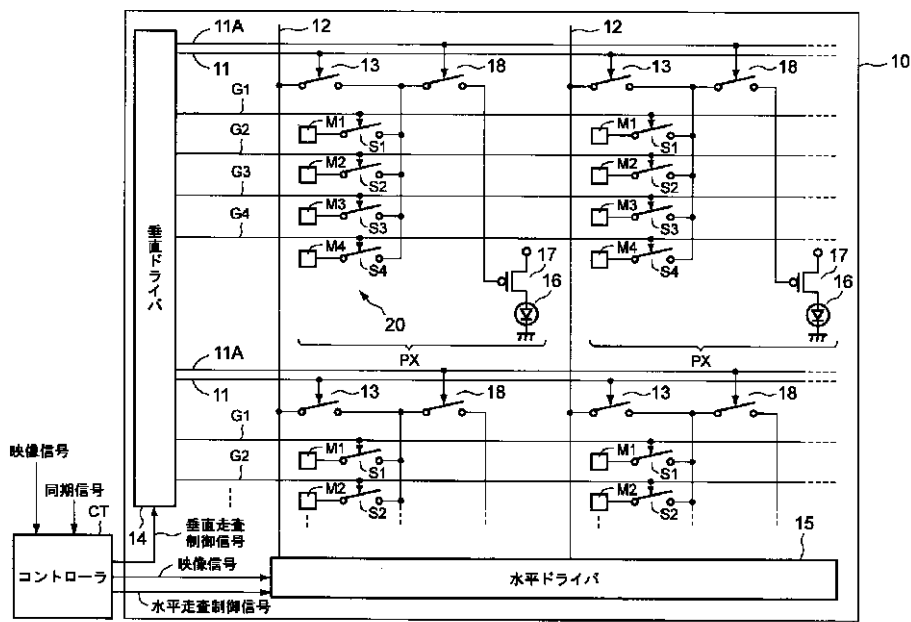 11A 12 12
11 13 18 13 18 10
G1
M1 M1
G2 S1 S1
M2 M2
G3 S2 S2
M3 M3
G4 S3 S3
M4 M4
S4 17 S4 17
16 16
垂直ドライバ
20
PX PX
11A
11 13 18 13 18
G1
M1 M1
G2 S1 S1
M2 M2
S2 S2
映像信号
同期信号
CT
14 垂直走査
制御信号
15
コントローラ
映像信号
水平ドライバ
水平走査制御信号